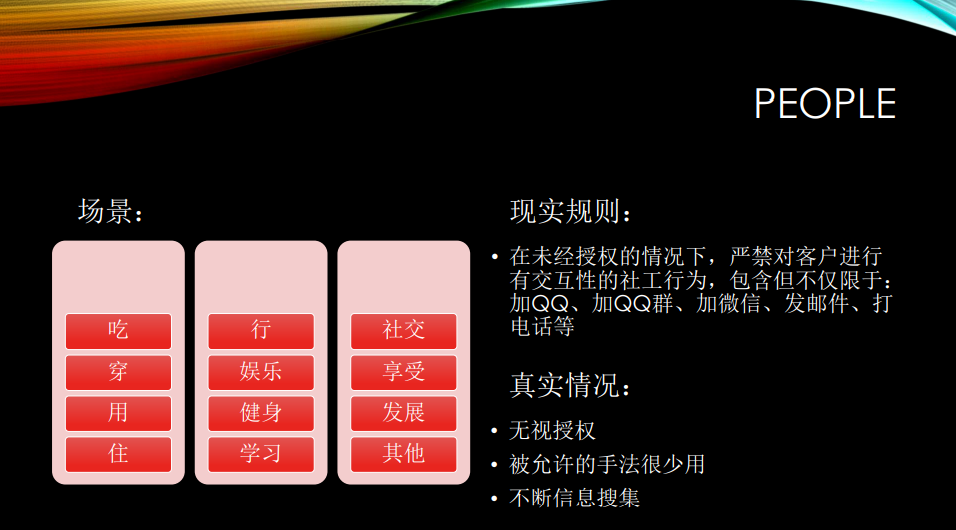 PEOPLE
场景：
吃
穿
用
住
行
娱乐
健身
学习
社交
享受
发展
其他
现实规则：
• 在未经授权的情况下，严禁对客户进行
有交互性的社工行为，包含但不仅限于：
加QQ、加QQ群、加微信、发邮件、打
电话等
真实情况：
• 无视授权
• 被允许的手法很少用
• 不断信息搜集